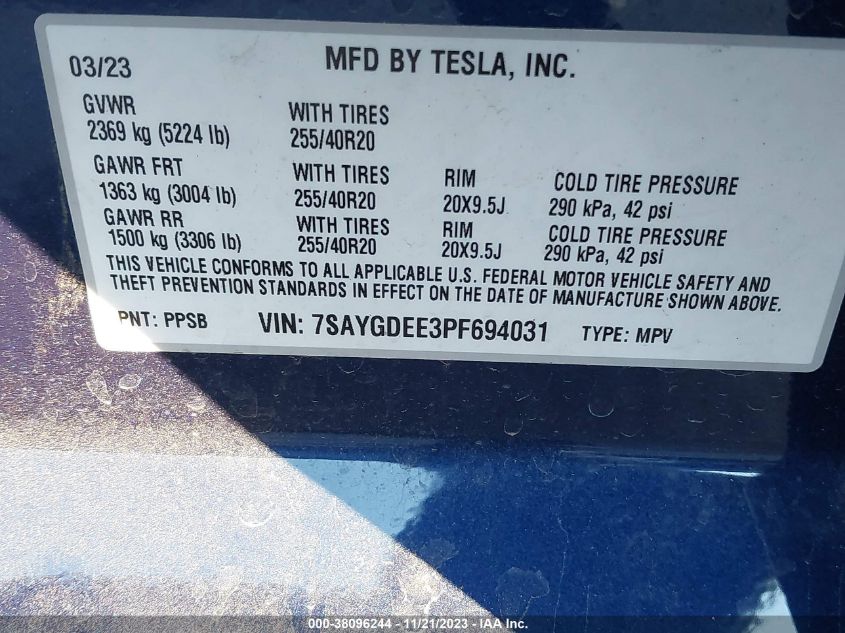 03/23 MFD BY TESLA, INC.
GVWR WITH TIRES
2369 kg (5224 lb) 255/40R20
GAWR FRT WITH TIRES RIM COLD TIRE PRESSURE
1363 kg (3004 lb) 255/40R20 20X9.5J 290 kPa, 42 psi
GAWR RR WITH TIRES RIM COLD TIRE PRESSURE
1500 kg (3306 lb) 255/40R20 20X9.5J 290 kPa, 42 psi
THIS VEHICLE CONFORMS TO ALL APPLICABLE U.S. FEDERAL MOTOR VEHICLE SAFETY AND
THEFT PREVENTION STANDARDS IN EFFECT ON THE DATE OF MANUFACTURE SHOWN ABOVE.
PNT: PPSB VIN: 7SAYGDEE3PF694031 TYPE: MPV
000-38096244 - 11/21/2023 - IAA Inc.